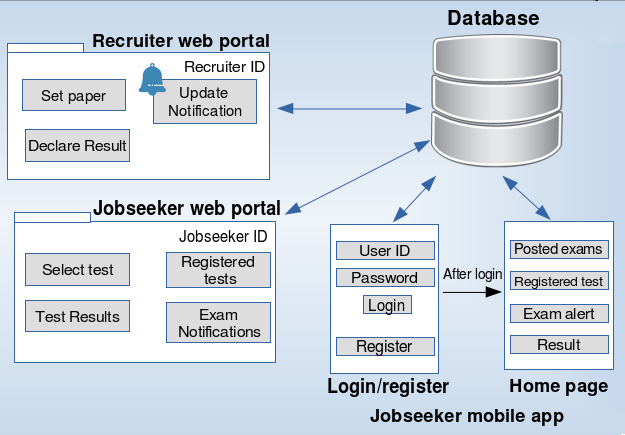 Database
Recruiter web portal
Recruiter ID
Set paper
Update
Notification
Declare Result
Jobseeker web portal
Jobseeker ID
Select test
Registered
tests
Test Results
Exam
Notifications
User ID
Password
Login
Register
Login/register
After login
Posted exams
Registered test
Exam alert
Result
Home page
Jobseeker mobile app